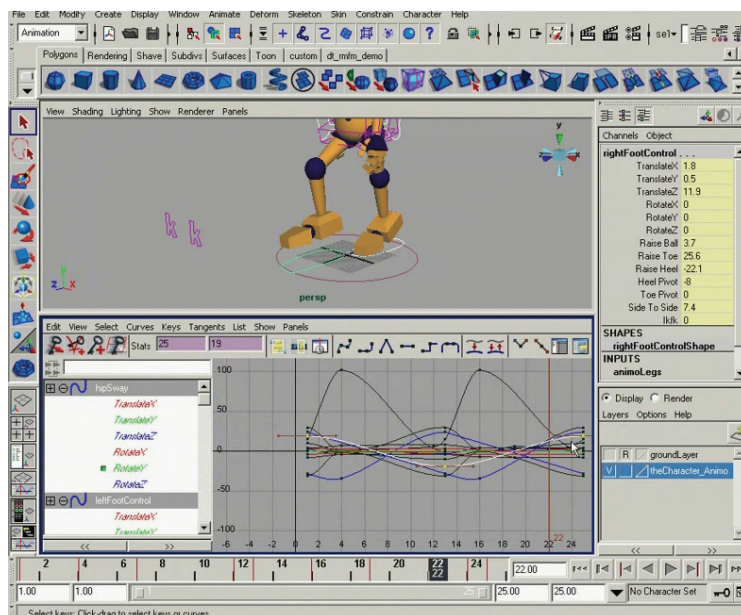 File Edit Modify Create Display Window Animate Deform Skeleton Skin Constrain Character Help
Animation
sel-
Polygons Rendering Shave Subdivs Surfaces Toon custom dt_mfm_demo
View Shading Lighting Show Renderer Panels
y
z x
k k
y
z x
persp
Channels Object
rightFootControl . . .
TranslateX 1.8
TranslateY 0.5
TranslateZ 11.9
RotateX 0
RotateY 0
RotateZ 0
Raise Ball 3.7
Raise Toe 25.6
Raise Heel -22.1
Heel Pivot -8
Toe Pivot 0
Side To Side 7.4
Ikfk 0
SHAPES
rightFootControlShape
INPUTS
animoLegs
Display Render
Layers Options Help
R groundLayer
V theCharacter_Animo
<< >>
Edit View Select Curves Keys Tangents List Show Panels
Stats 25 19
hipSway
TranslateX
TranslateY
TranslateZ
RotateX
RotateY
RotateZ
leftFootControl
TranslateX
TranslateY
<< >>
100
50
0
-50
-100
-6 -4 -2 0 2 4 6 8 10 12 14 16 18 20 22 24
22
2 4 6 8 10 12 14 16 18 20 22 24
22
22.00
1.00 1.00 1 25 25.00 25.00 No Character Set
Select keys: Click-drag to select keys or curves